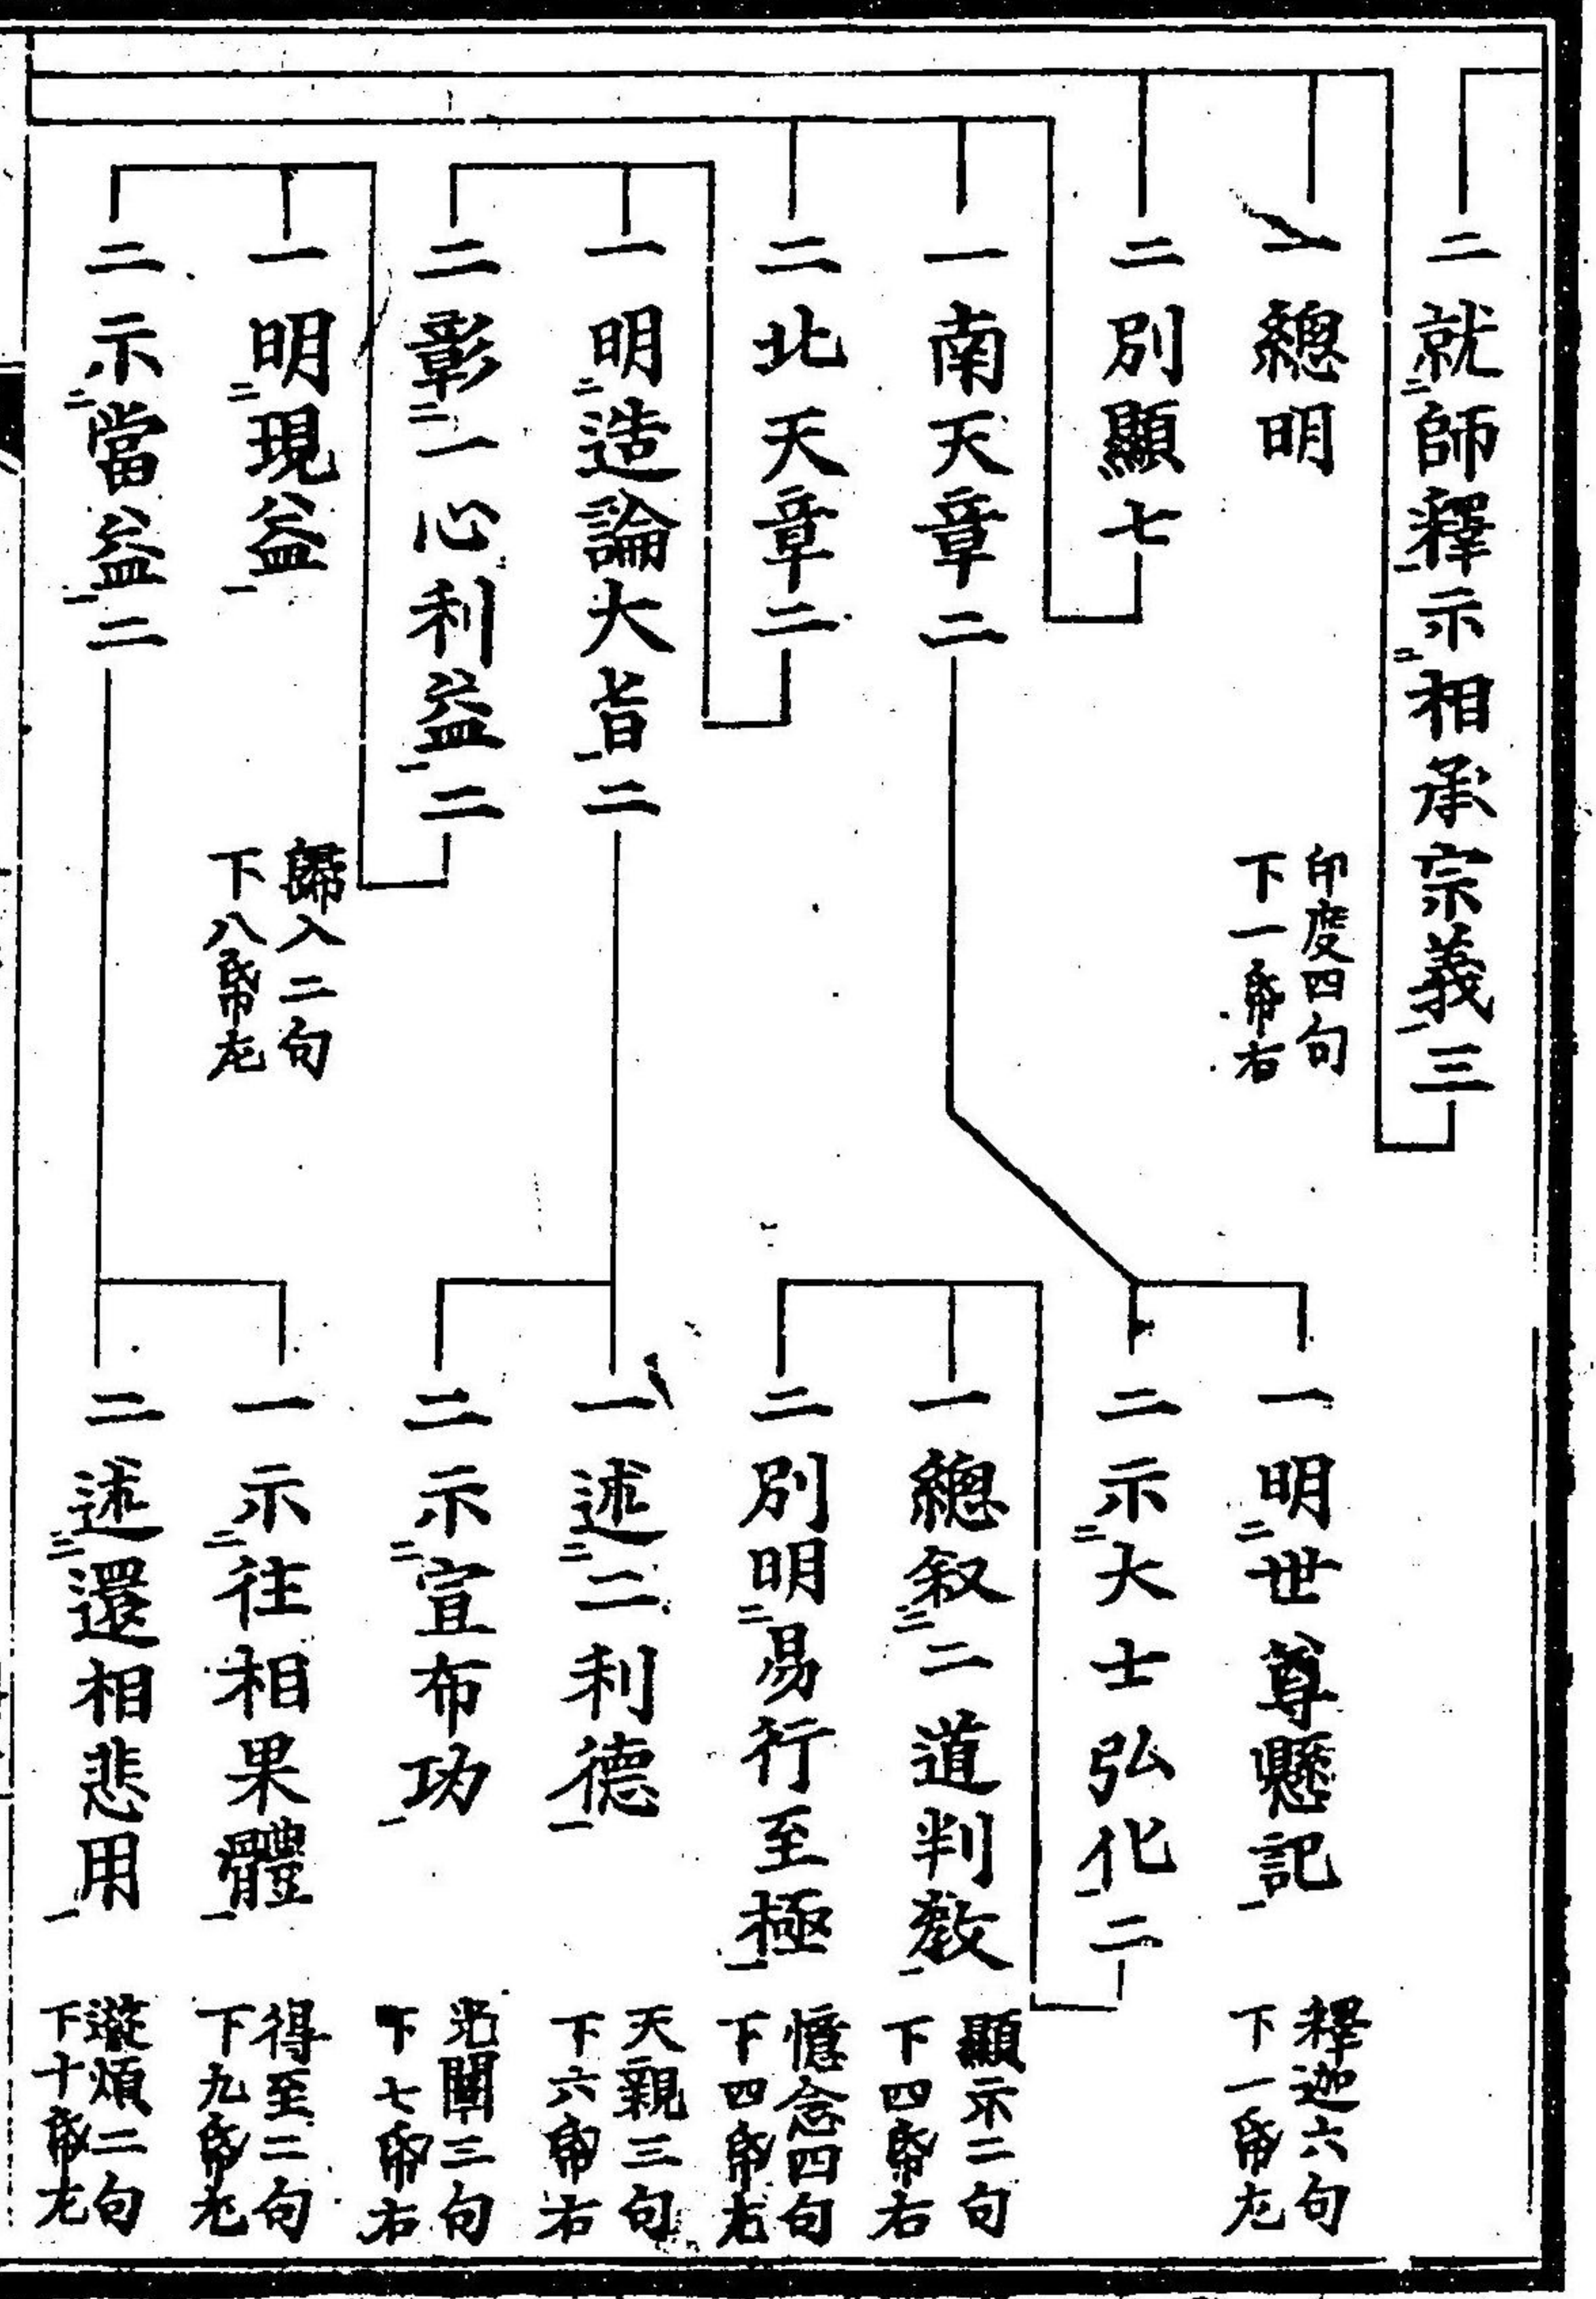 二就師釋示相承宗義三
一總明
印度四句
下一帋右
二別顯七
一南天章二
二北天章二
一明造論大旨二
二彰一心利益二
一明現益
歸入二句
下八帋左
二示當益二
一明世尊懸記
釋迦六句
下一帋左
二示大士弘化二
一總叙二道判教
顯示二句
下四帋右
二別明易行至極
憶念四句
下四帋左
一述二利德
天親三句
下六帋右
二示宣布功
光闡三句
下七帋右
一示往相果體
得至二句
下九帋左
二述還相悲用
遊煩二句
下十帋左